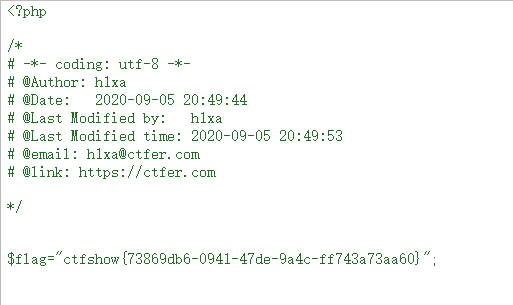 <?php
/*
# -*- coding: utf-8 -*-
# @Author: h1xa
# @Date:   2020-09-05 20:49:44
# @Last Modified by:   h1xa
# @Last Modified time: 2020-09-05 20:49:53
# @email: h1xa@ctfer.com
# @link: https://ctfer.com
*/
$flag="ctfshow{73869db6-0941-47de-9a4c-ff743a73aa60}";